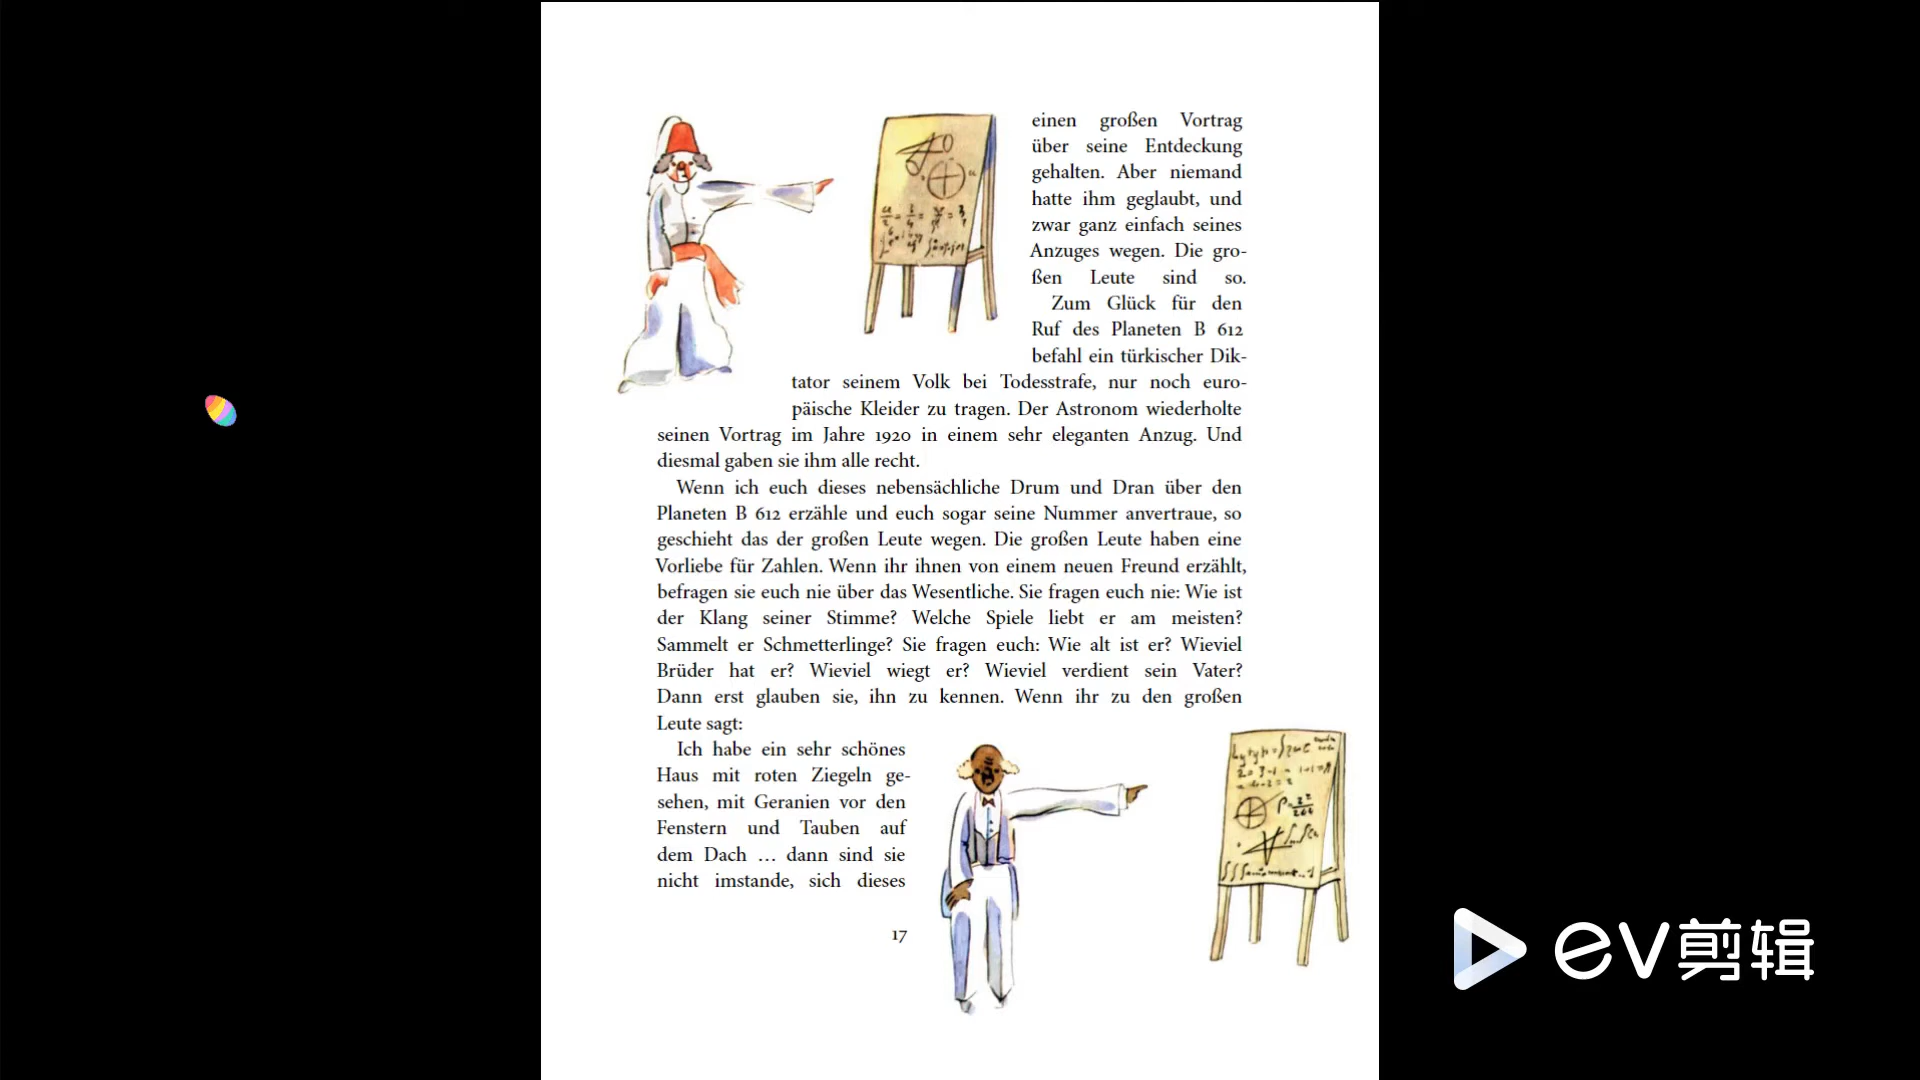 einen großen Vortrag
über seine Entdeckung
gehalten. Aber niemand
hatte ihm geglaubt, und
zwar ganz einfach seines
Anzuges wegen. Die gro-
ßen Leute sind so.
Zum Glück für den
Ruf des Planeten B 612
befahl ein türkischer Dik-
tator seinem Volk bei Todesstrafe, nur noch euro-
päische Kleider zu tragen. Der Astronom wiederholte
seinen Vortrag im Jahre 1920 in einem sehr eleganten Anzug. Und
diesmal gaben sie ihm alle recht.
Wenn ich euch dieses nebensächliche Drum und Dran über den
Planeten B 612 erzähle und euch sogar seine Nummer anvertraue, so
geschieht das der großen Leute wegen. Die großen Leute haben eine
Vorliebe für Zahlen. Wenn ihr ihnen von einem neuen Freund erzählt,
befragen sie euch nie über das Wesentliche. Sie fragen euch nie: Wie ist
der Klang seiner Stimme? Welche Spiele liebt er am meisten?
Sammelt er Schmetterlinge? Sie fragen euch: Wie alt ist er? Wieviel
Brüder hat er? Wieviel wiegt er? Wieviel verdient sein Vater?
Dann erst glauben sie, ihn zu kennen. Wenn ihr zu den großen
Leute sagt:
Ich habe ein sehr schönes
Haus mit roten Ziegeln ge-
sehen, mit Geranien vor den
Fenstern und Tauben auf
dem Dach … dann sind sie
nicht imstande, sich dieses
17
eV剪辑